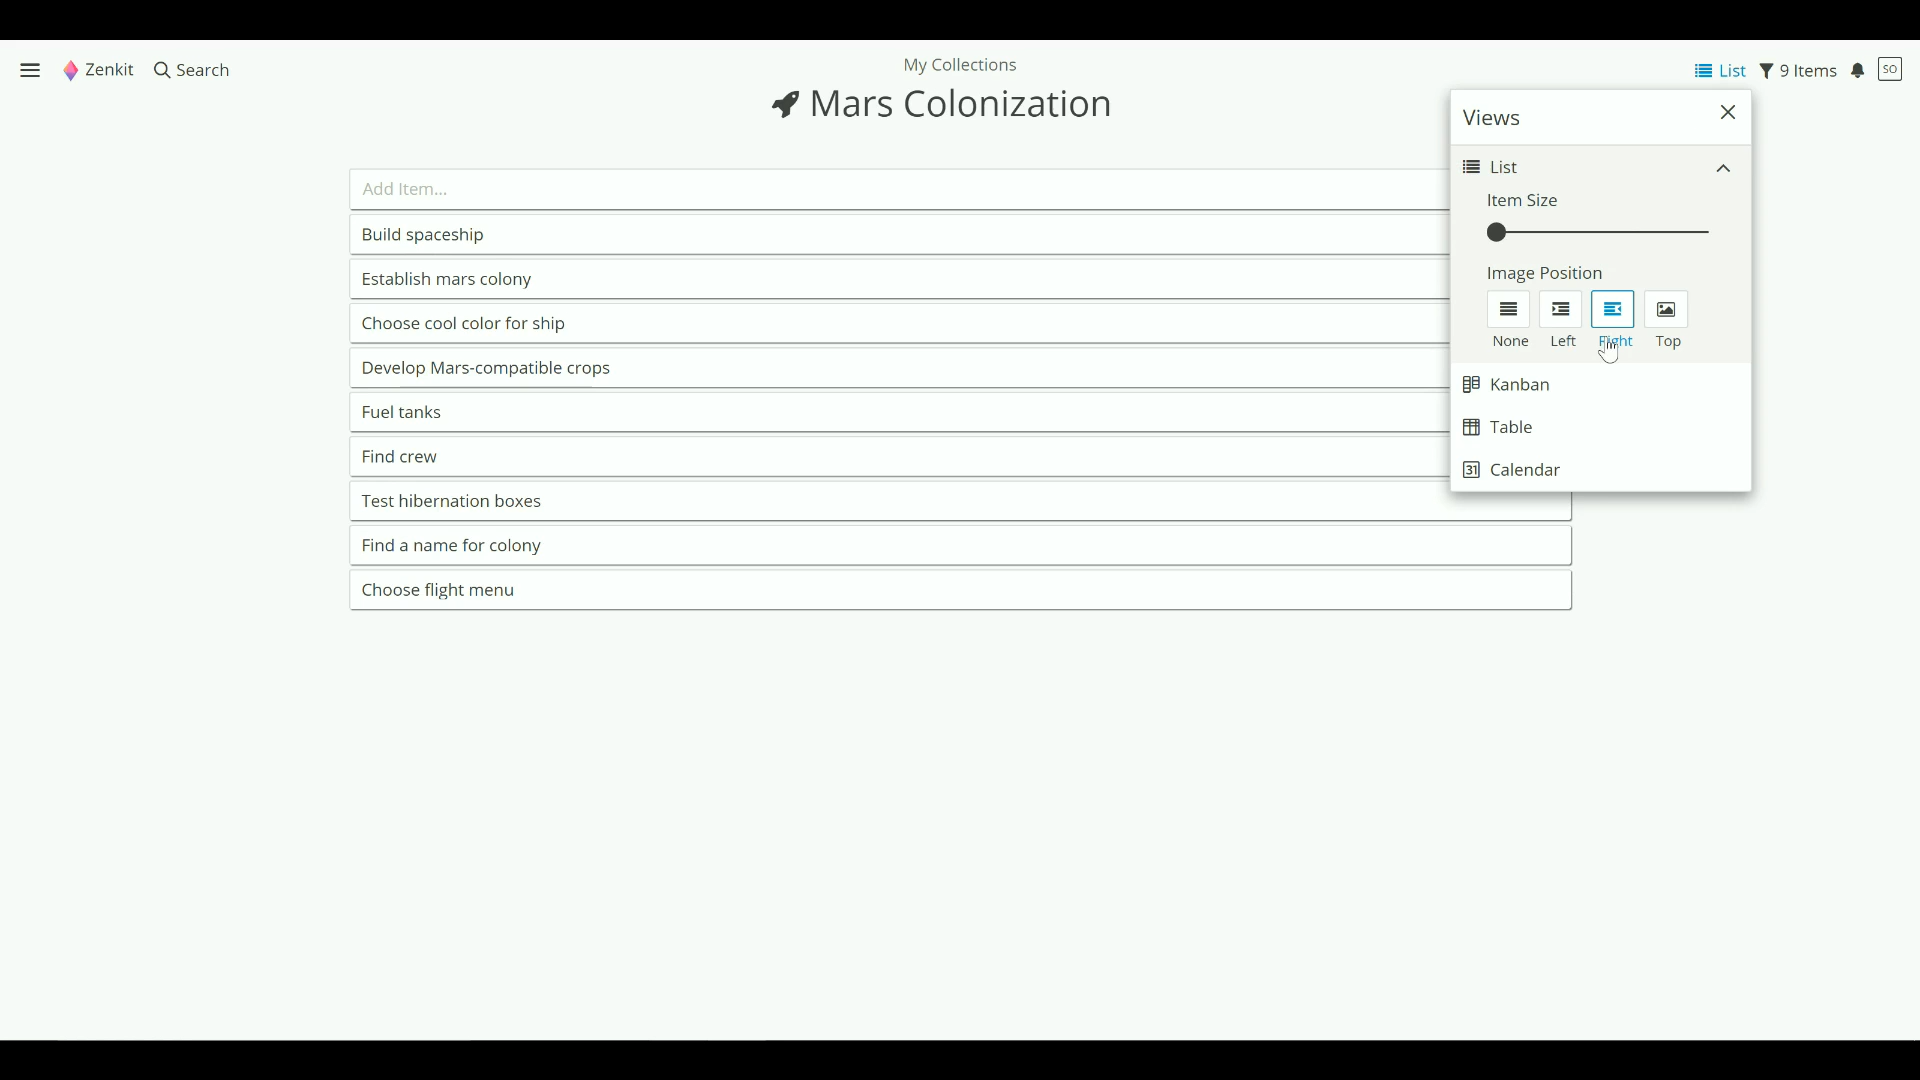 Zenkit
Search
My Collections
Mars Colonization
List
9 Items
SO
Add Item...
Build spaceship
Establish mars colony
Choose cool color for ship
Develop Mars-compatible crops
Fuel tanks
Find crew
Test hibernation boxes
Find a name for colony
Choose flight menu
Views
List
Item Size
Image Position
None Left Right Top
Kanban
31
Table
Calendar